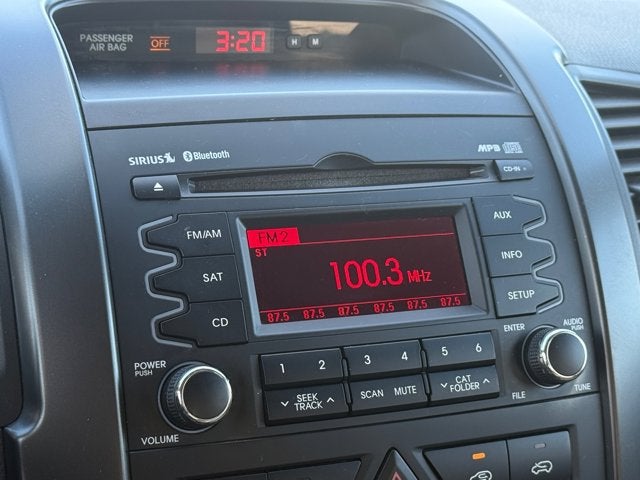 PASSENGER
AIR BAG
OFF
3:20
H
M
SIRIUS
Bluetooth
MP3
CD-IN
FM/AM
SAT
CD
FM 2
ST
100.3 MHz
87.5 87.5 87.5 87.5 87.5 87.5
AUX
INFO
SETUP
POWER
PUSH
VOLUME
1 2
3 4
5 6
SEEK
TRACK
SCAN MUTE
CAT
FOLDER
ENTER
AUDIO
PUSH
FILE
TUNE